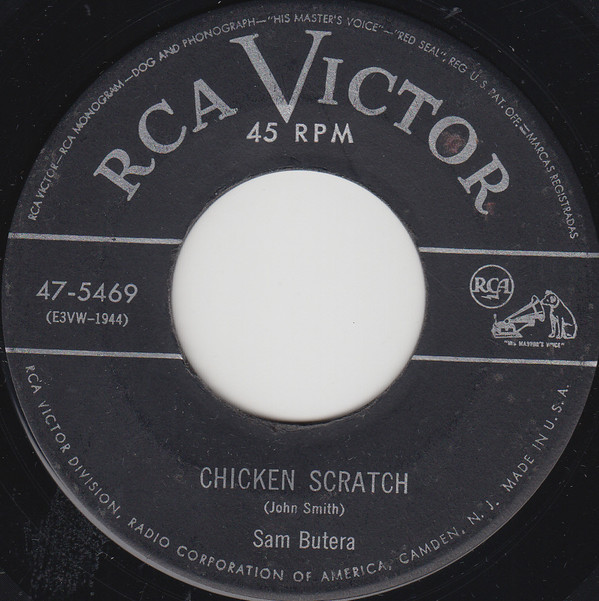 RCA VICTOR—RCA MONOGRAM—DOG AND PHONOGRAPH—"HIS MASTER'S VOICE"—"RED SEAL", REG. U.S. PAT. OFF.—MARCAS REGISTRADAS
RCA VICTOR
45 RPM
47-5469
(E3VW-1944)
RCA
"HIS MASTER'S VOICE"
CHICKEN SCRATCH
(John Smith)
Sam Butera
RCA VICTOR DIVISION, RADIO CORPORATION OF AMERICA, CAMDEN, N. J. MADE IN U. S. A.